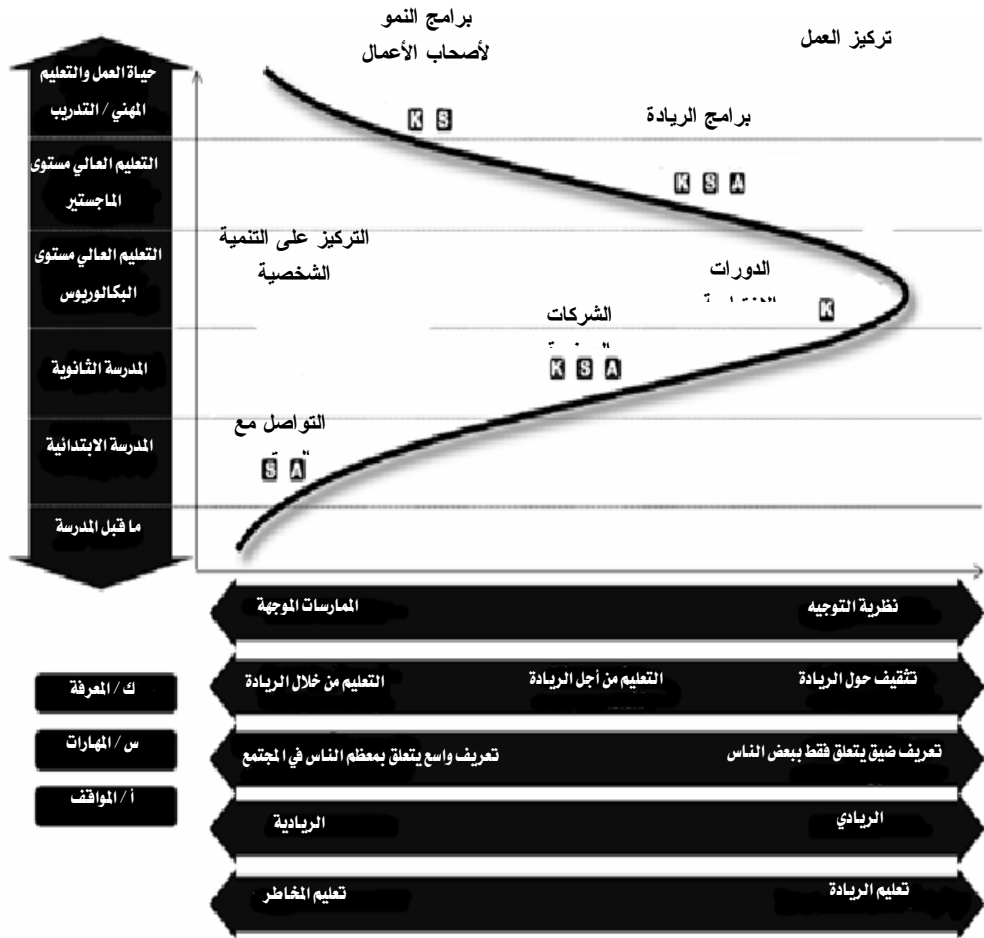 برامج النمو
لأصحاب الأعمال
تركيز العمل
حياة العمل والتعليم
المهني / التدريب
K S
برامج الريادة
التعليم العالي مستوى
الماجستير
K S A
التركيز على التنمية
الشخصية
التعليم العالي مستوى
البكالوريوس
الدورات
K
الشركات
المدرسة الثانوية
K S A
التواصل مع
المدرسة الابتدائية
S A
ما قبل المدرسة
نظرية التوجيه
الممارسات الموجهة
تثقيف حول الريادة
التعليم من أجل الريادة
التعليم من خلال الريادة
ك / المعرفة
تعريف ضيق يتعلق فقط ببعض الناس
تعريف واسع يتعلق بمعظم الناس في المجتمع
س / المهارات
أ / المواقف
الريادي
الريادية
تعليم الريادة
تعليم المخاطر